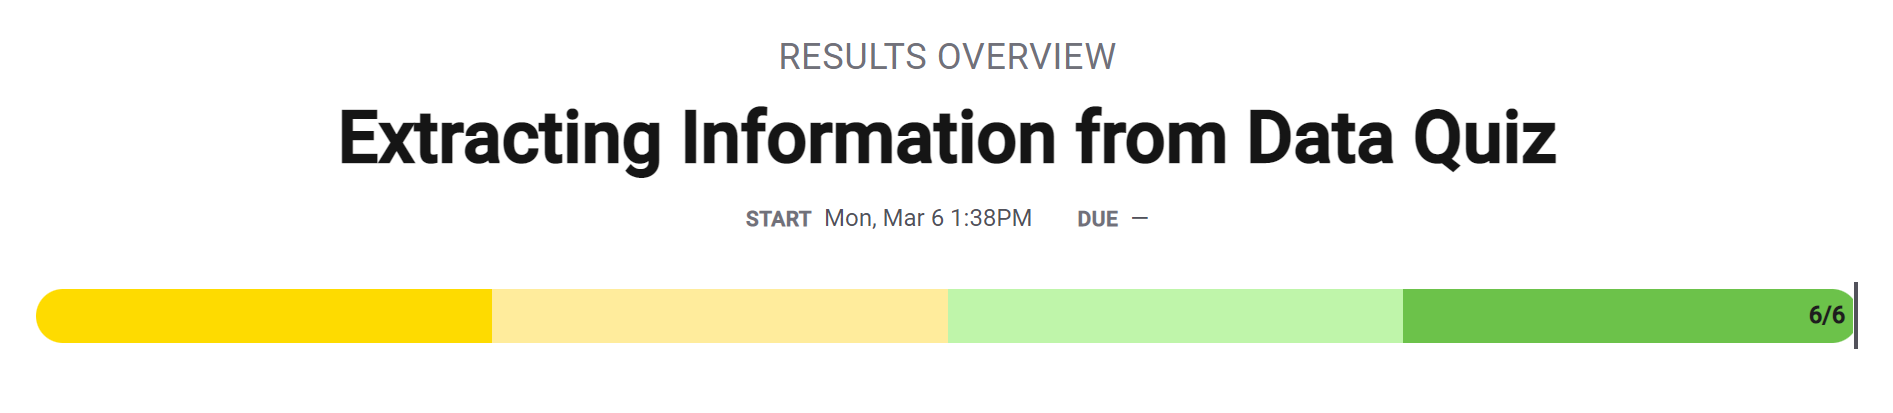 RESULTS OVERVIEW
Extracting Information from Data Quiz
START Mon, Mar 6 1:38PM DUE —
6/6